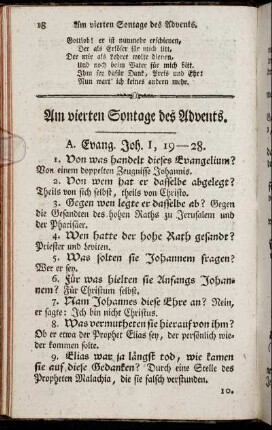 18 Am vierten Sontage des Advents.
Gottlob! er ist nunmehr erschienen,
Der als Erlöser für mich litt,
Der mir als Lehrer wolte dienen,
Und noch beim Vater für mich bitt.
Ihm sey dafür Dank, Preis und Ehr!
Nun wart' ich keines andern mehr.
Am vierten Sontage des Advents.
A. Evang. Joh. I, 19—28.
1. Von was handelt dieses Evangelium?
Von einem doppelten Zeugnisse Johannis.
2. Von wem hat er dasselbe abgelegt?
Theils von sich selbst, theils von Christo.
3. Gegen wen legte er dasselbe ab? Gegen
die Gesandten des hohen Raths zu Jerusalem und
der Pharisäer.
4. Wen hatte der hohe Rath gesandt?
Priester und Leviten.
5. Was solten sie Johannem fragen?
Wer er sey.
6. Für was hielten sie Anfangs Johan-
nem? Für Christum selbst.
7. Nam Johannes diese Ehre an? Nein,
er sagte: Ich bin nicht Christus.
8. Was vermutheten sie hierauf von ihm?
Ob er etwa der Prophet Elias sey, der persönlich wie-
der kommen solte.
9. Elias war ja längst tod, wie kamen
sie auf diese Gedanken? Durch eine Stelle des
Propheten Malachia, die sie falsch verstunden.
10.